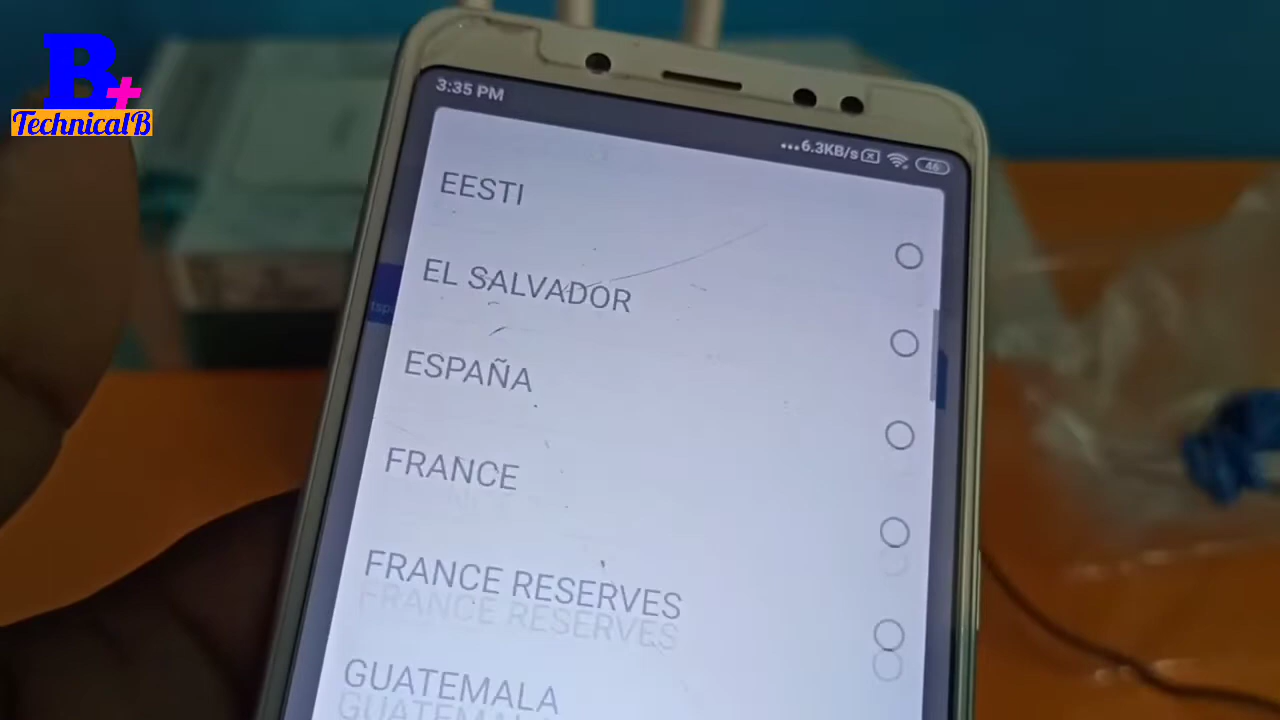 B+
TechnicalB
3:35 PM
...6.3KB/s
46
EESTI
EL SALVADOR
ESPAÑA
FRANCE
FRANCE RESERVES
GUATEMALA